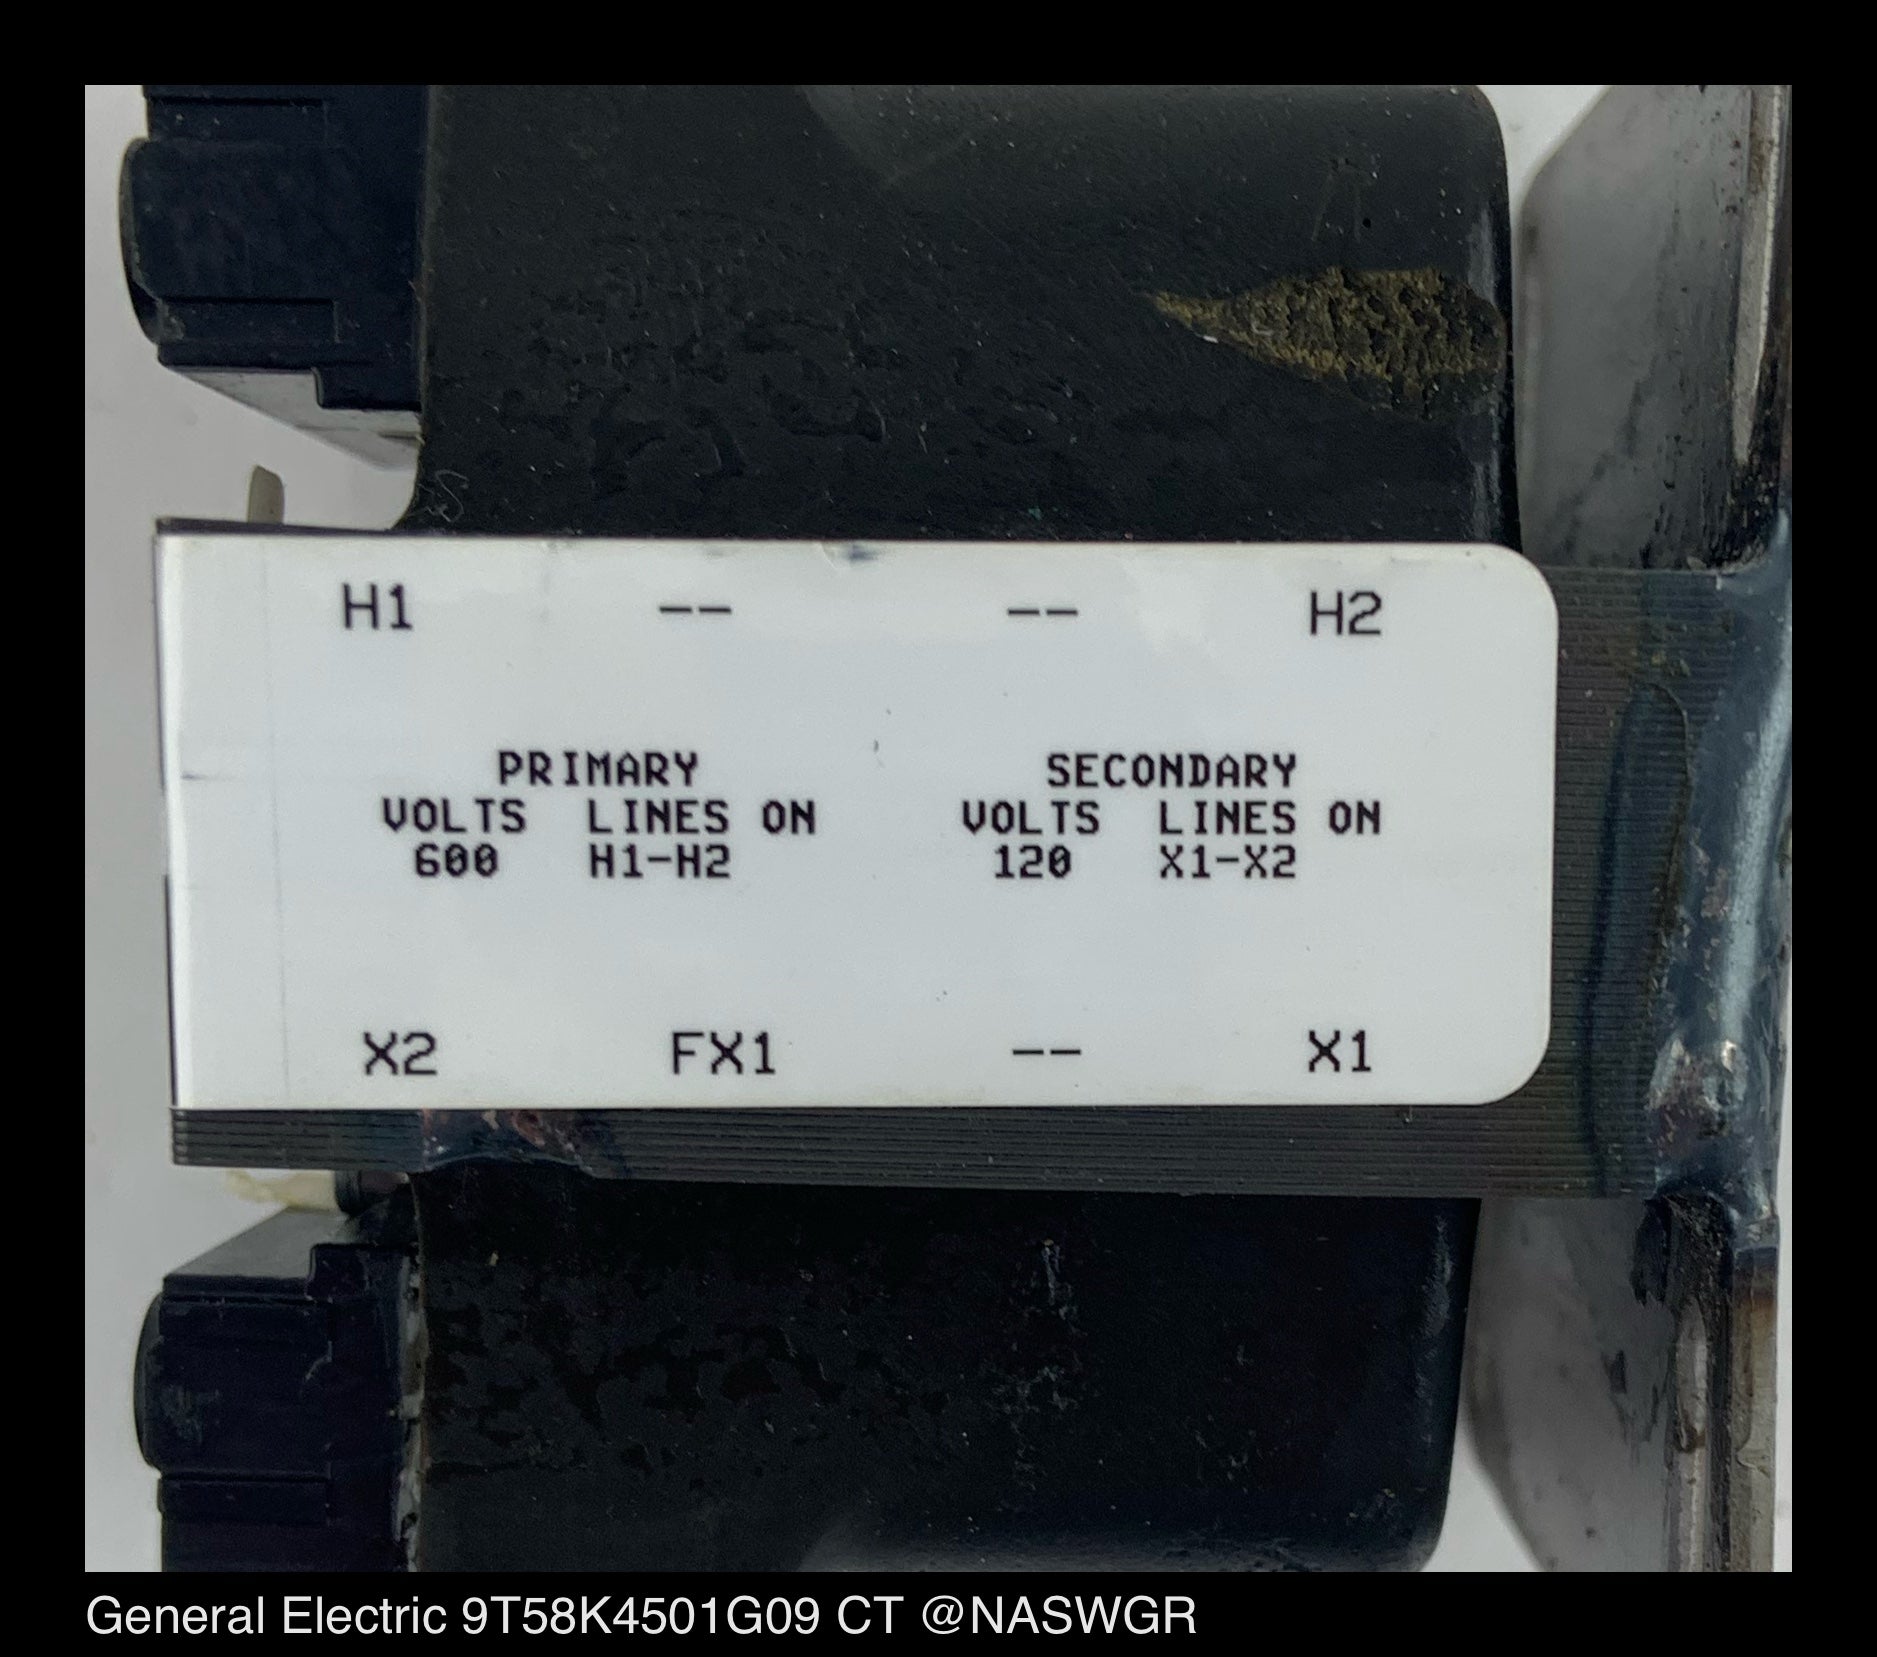 H1 -- -- H2
PRIMARY SECONDARY
VOLTS LINES ON VOLTS LINES ON
600 H1-H2 120 X1-X2
X2 FX1 -- X1
General Electric 9T58K4501G09 CT @NASWGR